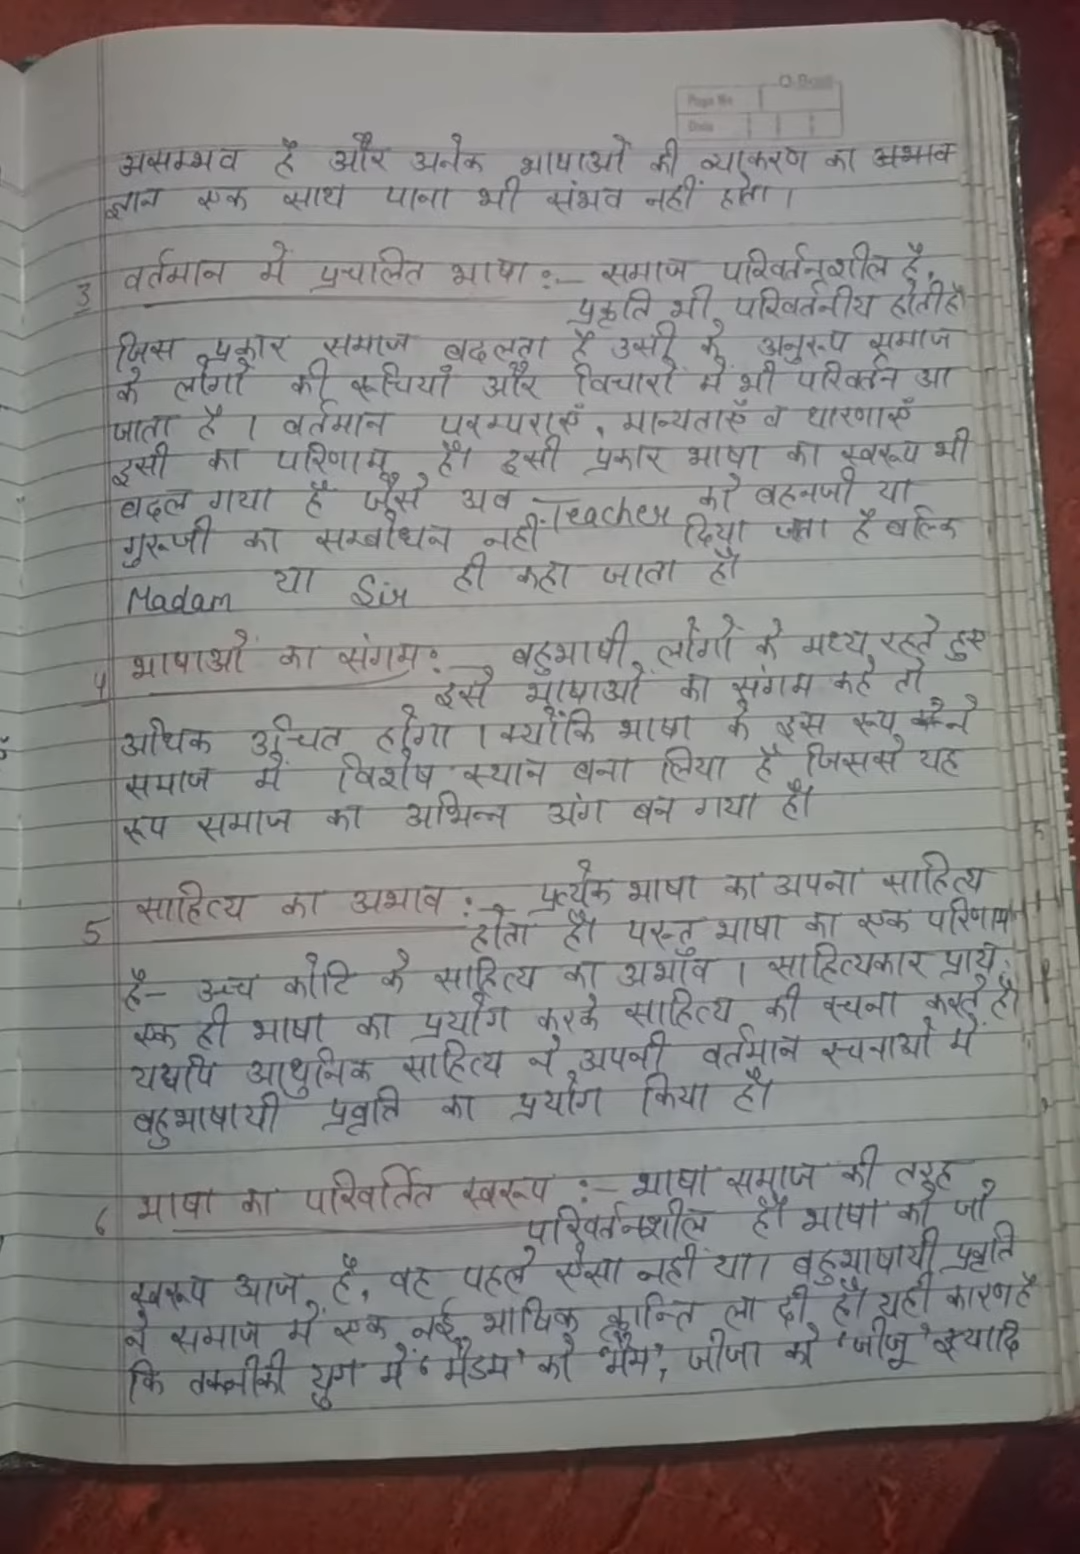 Page No
Date
असम्भव है और अनेक भाषाओं की व्याकरण का अभाव
ज्ञान एक साथ पाना भी संभव नहीं होता।
3 वर्तमान में प्रचलित भाषा :- समाज परिवर्तनशील है,
प्रकृति भी परिवर्तनीय होती है।
जिस प्रकार समाज बदलता है उसी के अनुरूप समाज
के लोगों की रूचियों और विचारों में भी परिवर्तन आ
जाता है। वर्तमान परम्पराएँ, मान्यताएँ व धारणाएँ
इसी का परिणाम है। इसी प्रकार भाषा का स्वरूप भी
बदल गया है जैसे अब Teacher को बहनजी या
गुरूजी का सम्बोधन नहीं दिया जाता है बल्कि
Madam या Sir ही कहा जाता है।
4 भाषाओं का संगम :- बहुभाषी लोगों के मध्य रहते हुए
इसे भाषाओं का संगम कहे तो
अधिक उचित होगा। क्योंकि भाषा के इस रूप ने
समाज में विशेष स्थान बना लिया है जिससे यह
रूप समाज का अभिन्न अंग बन गया है।
5 साहित्य का अभाव :- प्रत्येक भाषा का अपना साहित्य
होता है। परन्तु भाषा का एक परिणाम
है- उच्च कोटि के साहित्य का अभाव। साहित्यकार प्रायः
एक ही भाषा का प्रयोग करके साहित्य की रचना करते है।
यद्यपि आधुनिक साहित्य ने अपनी वर्तमान रचनाओं में
बहुभाषायी प्रवृति का प्रयोग किया है।
6 भाषा का परिवर्तित स्वरूप :- भाषा समाज की तरह
परिवर्तनशील है। भाषा का जो
स्वरूप आज है, वह पहले ऐसा नहीं था। बहुभाषायी प्रवृति
ने समाज में एक नई भाषिक क्रान्ति ला दी है। यही कारण है
कि तकनीकी युग में 'मैडम' को 'मैम', जीजा को 'जीजू' इत्यादि